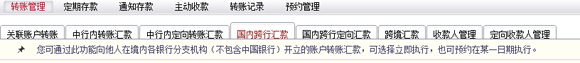 转账管理 定期存款 通知存款 主动收款 转账记录 预约管理
关联账户转账 中行内转账汇款 中行内定向转账汇款 国内跨行汇款 国内跨行定向汇款 跨境汇款 收款人管理 定向收款人管理
您可通过此功能向他人在境内各银行分支机构（不包含中国银行）开立的账户转账汇款，可选择立即执行，也可预约在某一日期执行。